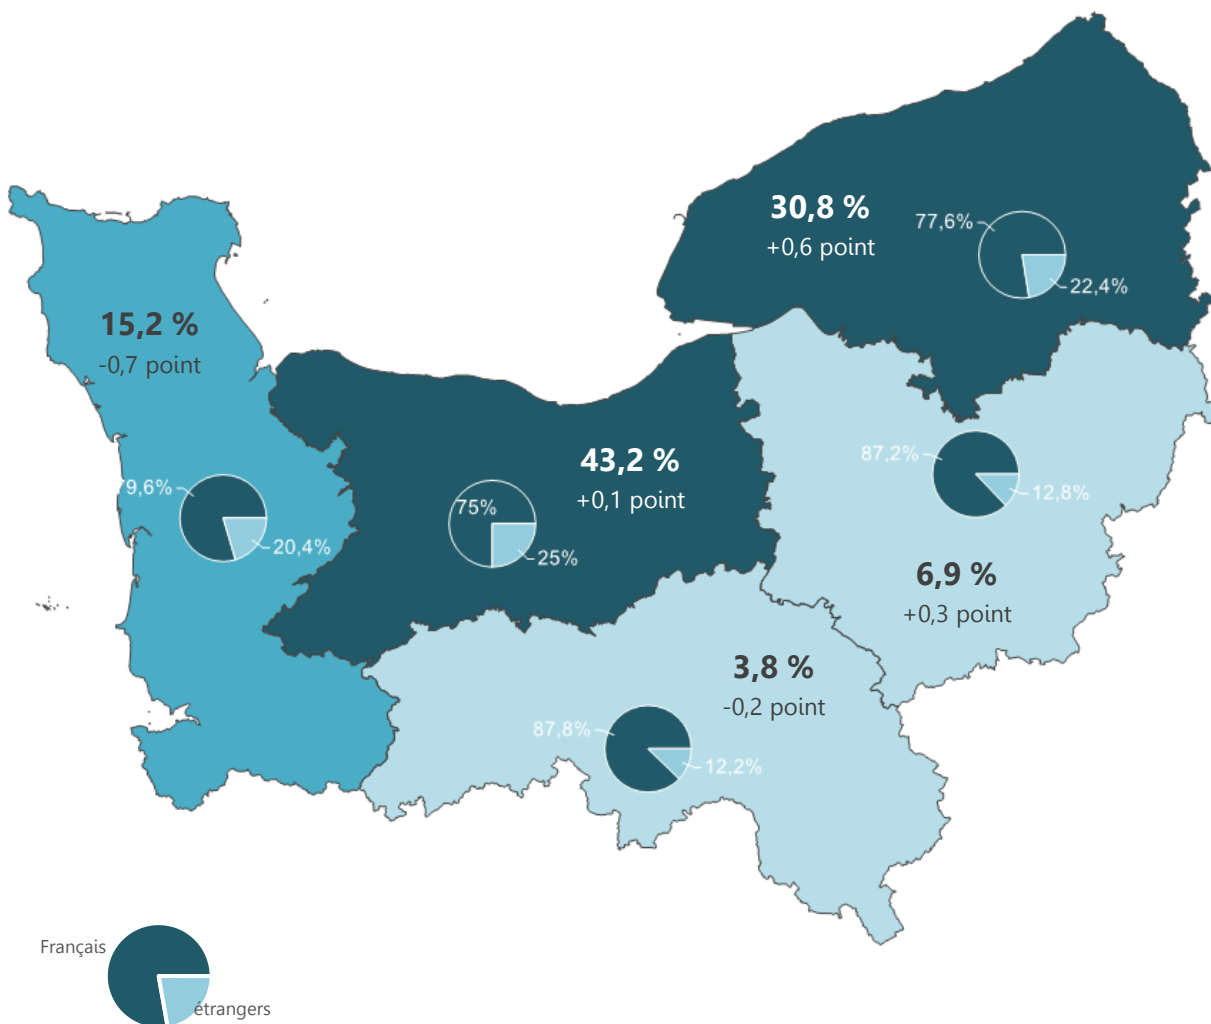 30,8 %
+0,6 point
77,6%
22,4%
15,2 %
-0,7 point
79,6%
20,4%
43,2 %
+0,1 point
75%
25%
87,2%
12,8%
6,9 %
+0,3 point
3,8 %
-0,2 point
87,8%
12,2%
Français
étrangers